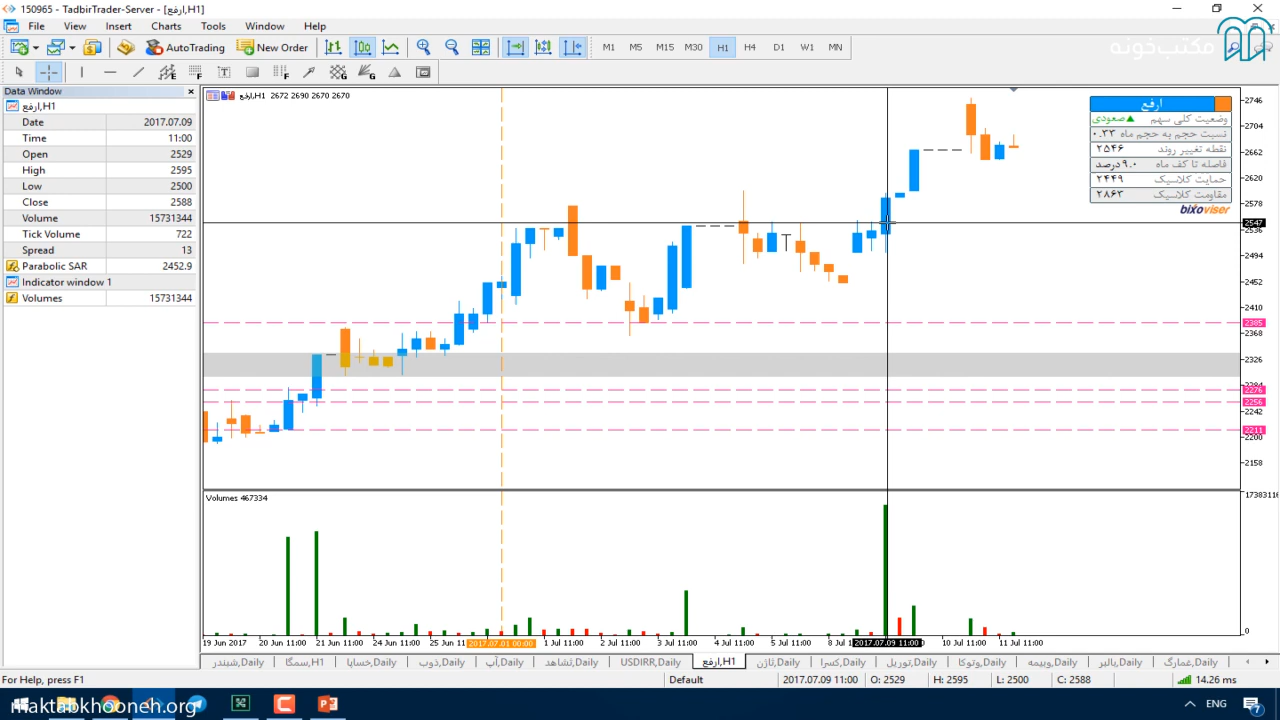 150965 - TadbirTrader-Server - [ارفع,H1]
File View Insert Charts Tools Window Help
مکتب‌خونه
AutoTrading New Order M1 M5 M15 M30 H1 H4 D1 W1 MN
Data Window
ارفع,H1
Date 2017.07.09
Time 11:00
Open 2529
High 2595
Low 2500
Close 2588
Volume 15731344
Tick Volume 722
Spread 13
Parabolic SAR 2452.9
Indicator window 1
Volumes 15731344
ارفع,H1 2672 2690 2670 2670
ارفع
وضعیت کلی سهم ▲صعودی
نسبت حجم به حجم ماه ۰.۳۳
نقطه تغییر روند ۲۵۴۶
فاصله تا کف ماه ۹.۰ درصد
حمایت کلاسیک ۲۴۴۹
مقاومت کلاسیک ۲۸۶۳
bixoviser
2746
2704
2662
2620
2578
2547
2536
2494
2452
2410
2385
2368
2326
2284
2276
2256
2242
2211
2200
2158
Volumes 467334
17383116
0
19 Jun 2017 20 Jun 11:00 21 Jun 11:00 24 Jun 11:00 25 Jun 11: 2017.07.01 00:00 1 Jul 11:00 2 Jul 11:00 3 Jul 11:00 4 Jul 11:00 5 Jul 11:00 8 Jul 1 2017.07.09 11:00 10 Jul 11:00 11 Jul 11:00
شبندر,Daily سمگا,H1 خساپا,Daily ذوب,Daily آپ,Daily تشاهد,Daily USDIRR,Daily ارفع,H1 تاژن,Daily کسرا,Daily توریل,Daily وتوکا,Daily وبیمه,Daily بالبر,Daily غمارگ,Daily
For Help, press F1 Default 2017.07.09 11:00 O: 2529 H: 2595 L: 2500 C: 2588 14.26 ms
maktabkhooneh.org
ENG
7